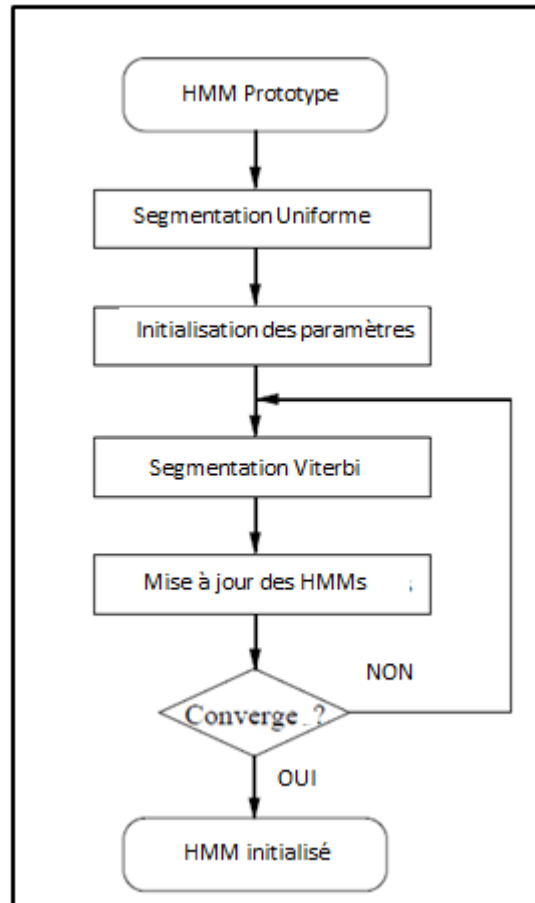 HMM Prototype
Segmentation Uniforme
Initialisation des paramètres
Segmentation Viterbi
Mise à jour des HMMs
Converge ?
NON
OUI
HMM initialisé